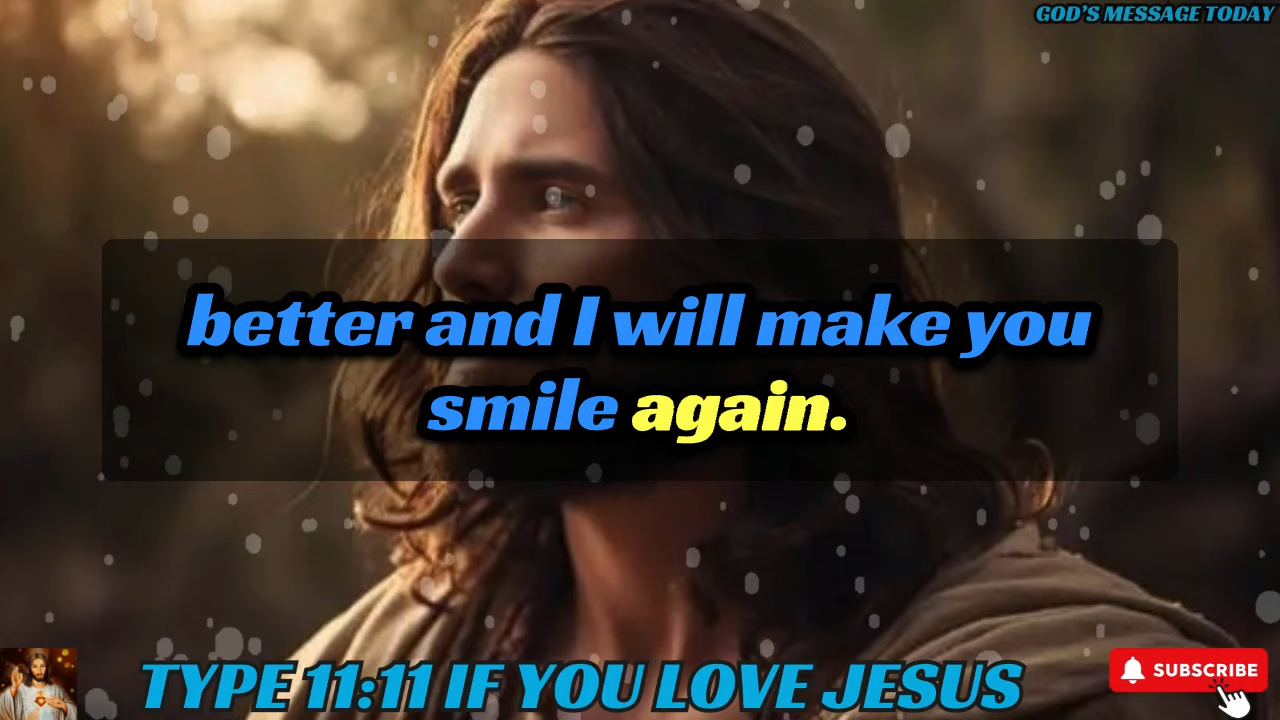 GOD'S MESSAGE TODAY
better and I will make you
smile again.
TYPE 11:11 IF YOU LOVE JESUS
SUBSCRIBE